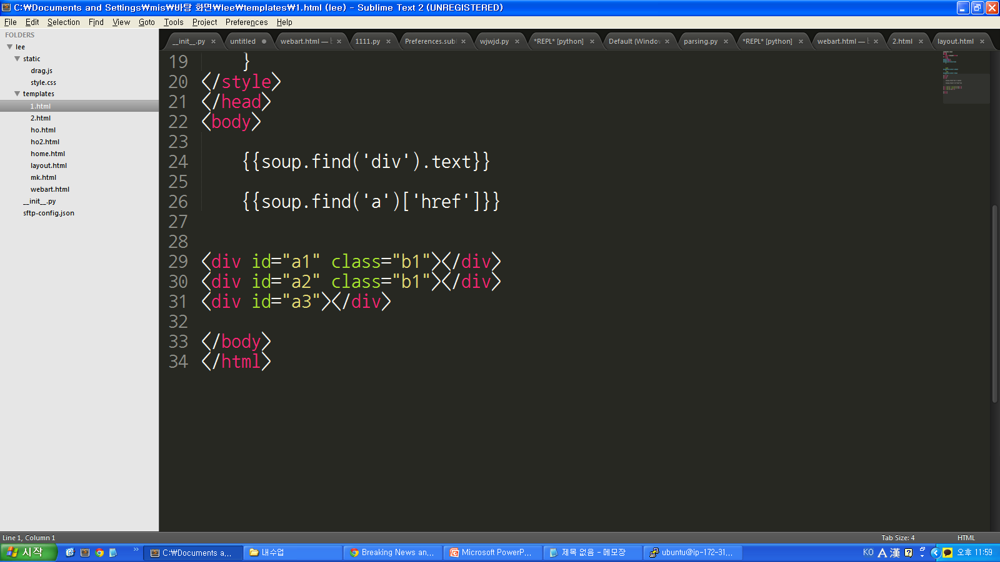 C:₩Documents and Settings₩mis₩바탕 화면₩lee₩templates₩1.html (lee) - Sublime Text 2 (UNREGISTERED)
File Edit Selection Find View Goto Tools Project Preferences Help
FOLDERS
lee
static
drag.js
style.css
templates
1.html
2.html
ho.html
ho2.html
home.html
layout.html
mk.html
webart.html
__init__.py
sftp-config.json
__init__.py untitled webart.html — 1111.py Preferences.sub wjwjd.py *REPL* [python] Default (Window parsing.py *REPL* [python] webart.html — 2.html layout.html
19 }
20 </style>
21 </head>
22 <body>
23
24 {{soup.find('div').text}}
25
26 {{soup.find('a')['href']}}
27
28
29 <div id="a1" class="b1"></div>
30 <div id="a2" class="b1"></div>
31 <div id="a3"></div>
32
33 </body>
34 </html>
Line 1, Column 1 Tab Size: 4 HTML
시작 C:₩Documents a... 내수업 Breaking News an... Microsoft PowerP... 제목 없음 - 메모장 ubuntu@ip-172-31... KO A 漢 오후 11:59